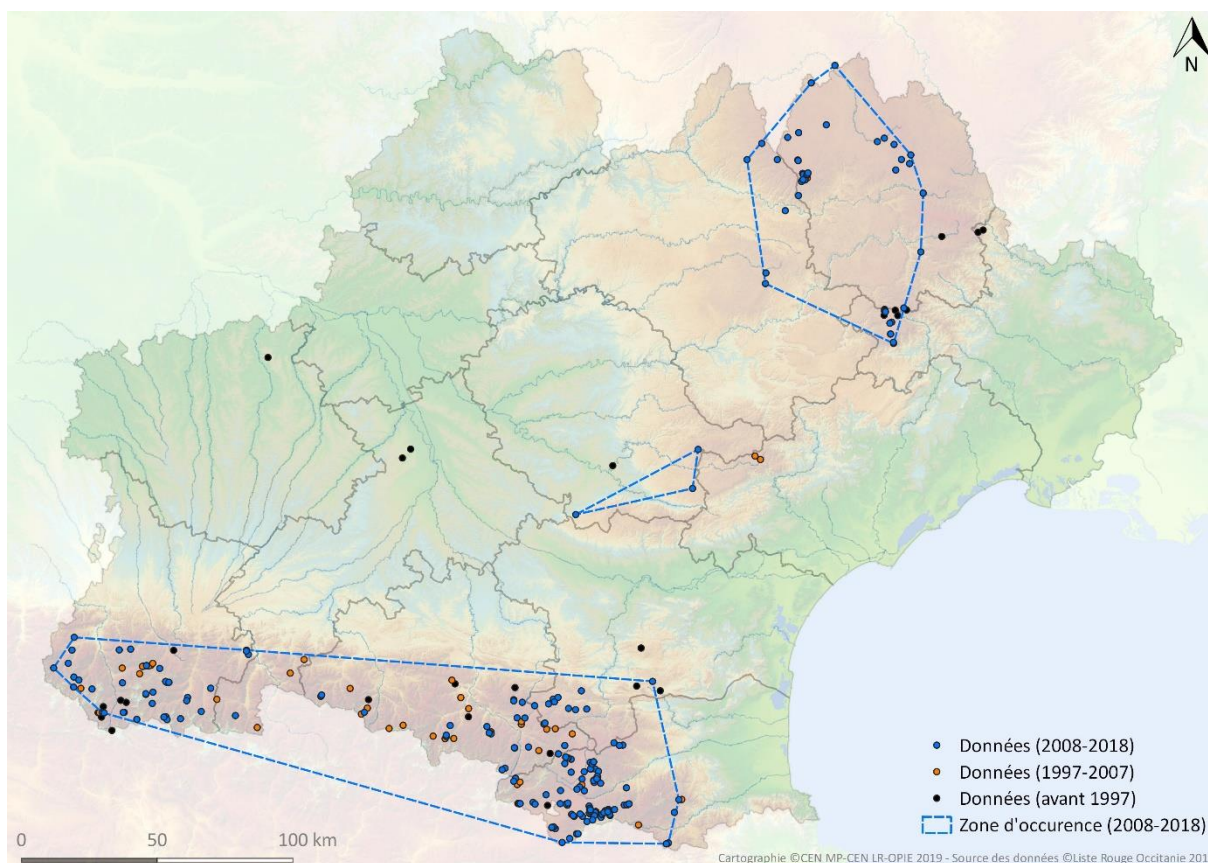 N
Données (2008-2018)
Données (1997-2007)
Données (avant 1997)
Zone d'occurence (2008-2018)
0 50 100 km
Cartographie ©CEN MP-CEN LR-OPIE 2019 - Source des données ©Liste Rouge Occitanie 201